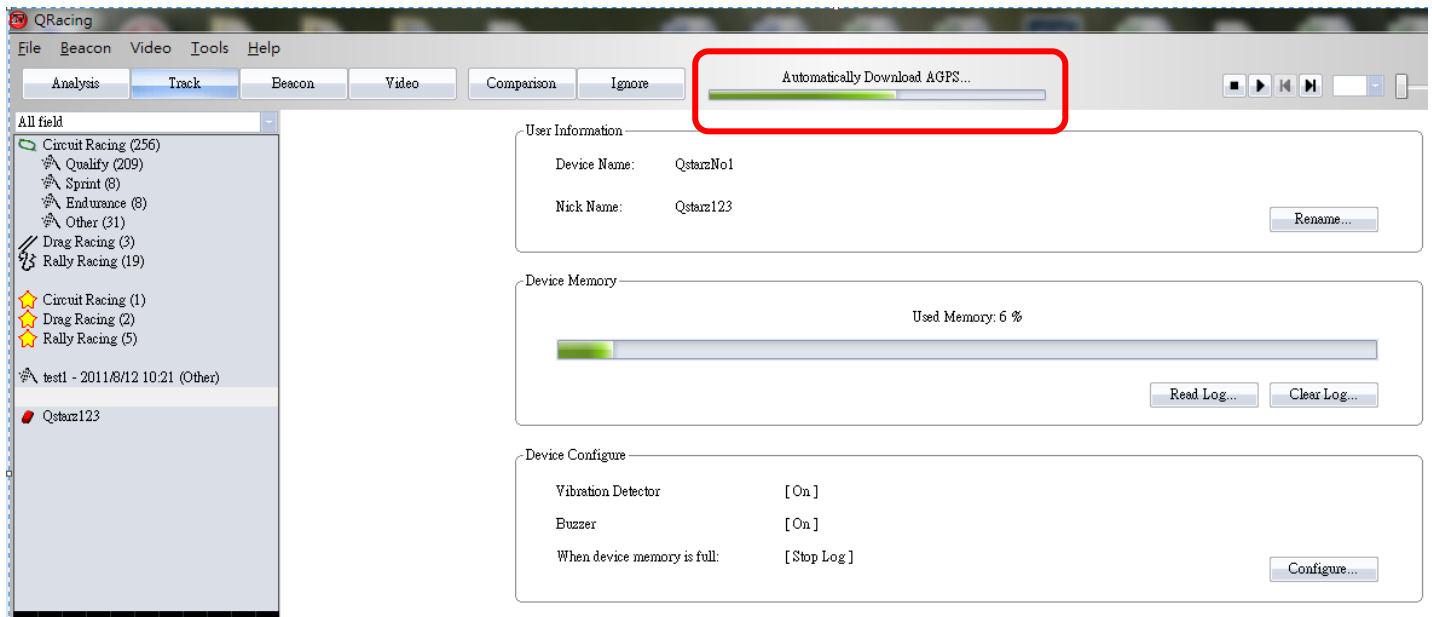 QRacing
File Beacon Video Tools Help
Analysis Track Beacon Video Comparison Ignore Automatically Download AGPS...
All field
Circuit Racing (256)
Qualify (209)
Sprint (8)
Endurance (8)
Other (31)
Drag Racing (3)
Rally Racing (19)
Circuit Racing (1)
Drag Racing (2)
Rally Racing (5)
test1 - 2011/8/12 10:21 (Other)
Qstarz123
User Information
Device Name: QstarzNo1
Nick Name: Qstarz123
Rename...
Device Memory
Used Memory: 6 %
Read Log... Clear Log...
Device Configure
Vibration Detector [ On ]
Buzzer [ On ]
When device memory is full: [ Stop Log ]
Configure...